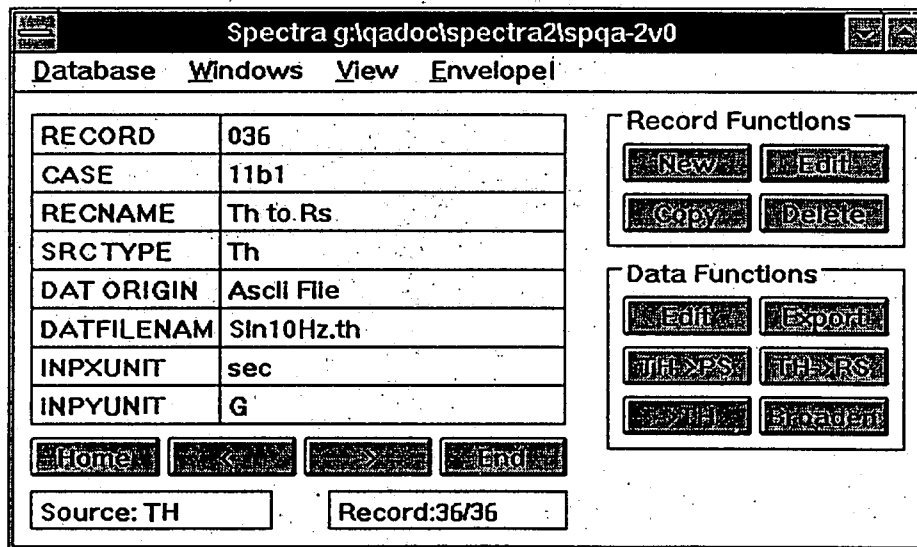 Spectra g:\qadoc\spectra2\spqa-2v0
Database Windows View Envelope!
RECORD 036
CASE 11b1
RECNAME Th to Rs
SRCTYPE Th
DAT ORIGIN Ascii File
DATFILENAM Sin10Hz.th
INPXUNIT sec
INPYUNIT G
Home < > End
Source: TH Record:36/36
Record Functions
New Edit
Copy Delete
Data Functions
Edit Export
TH->PS TH->RS
->TH Broaden